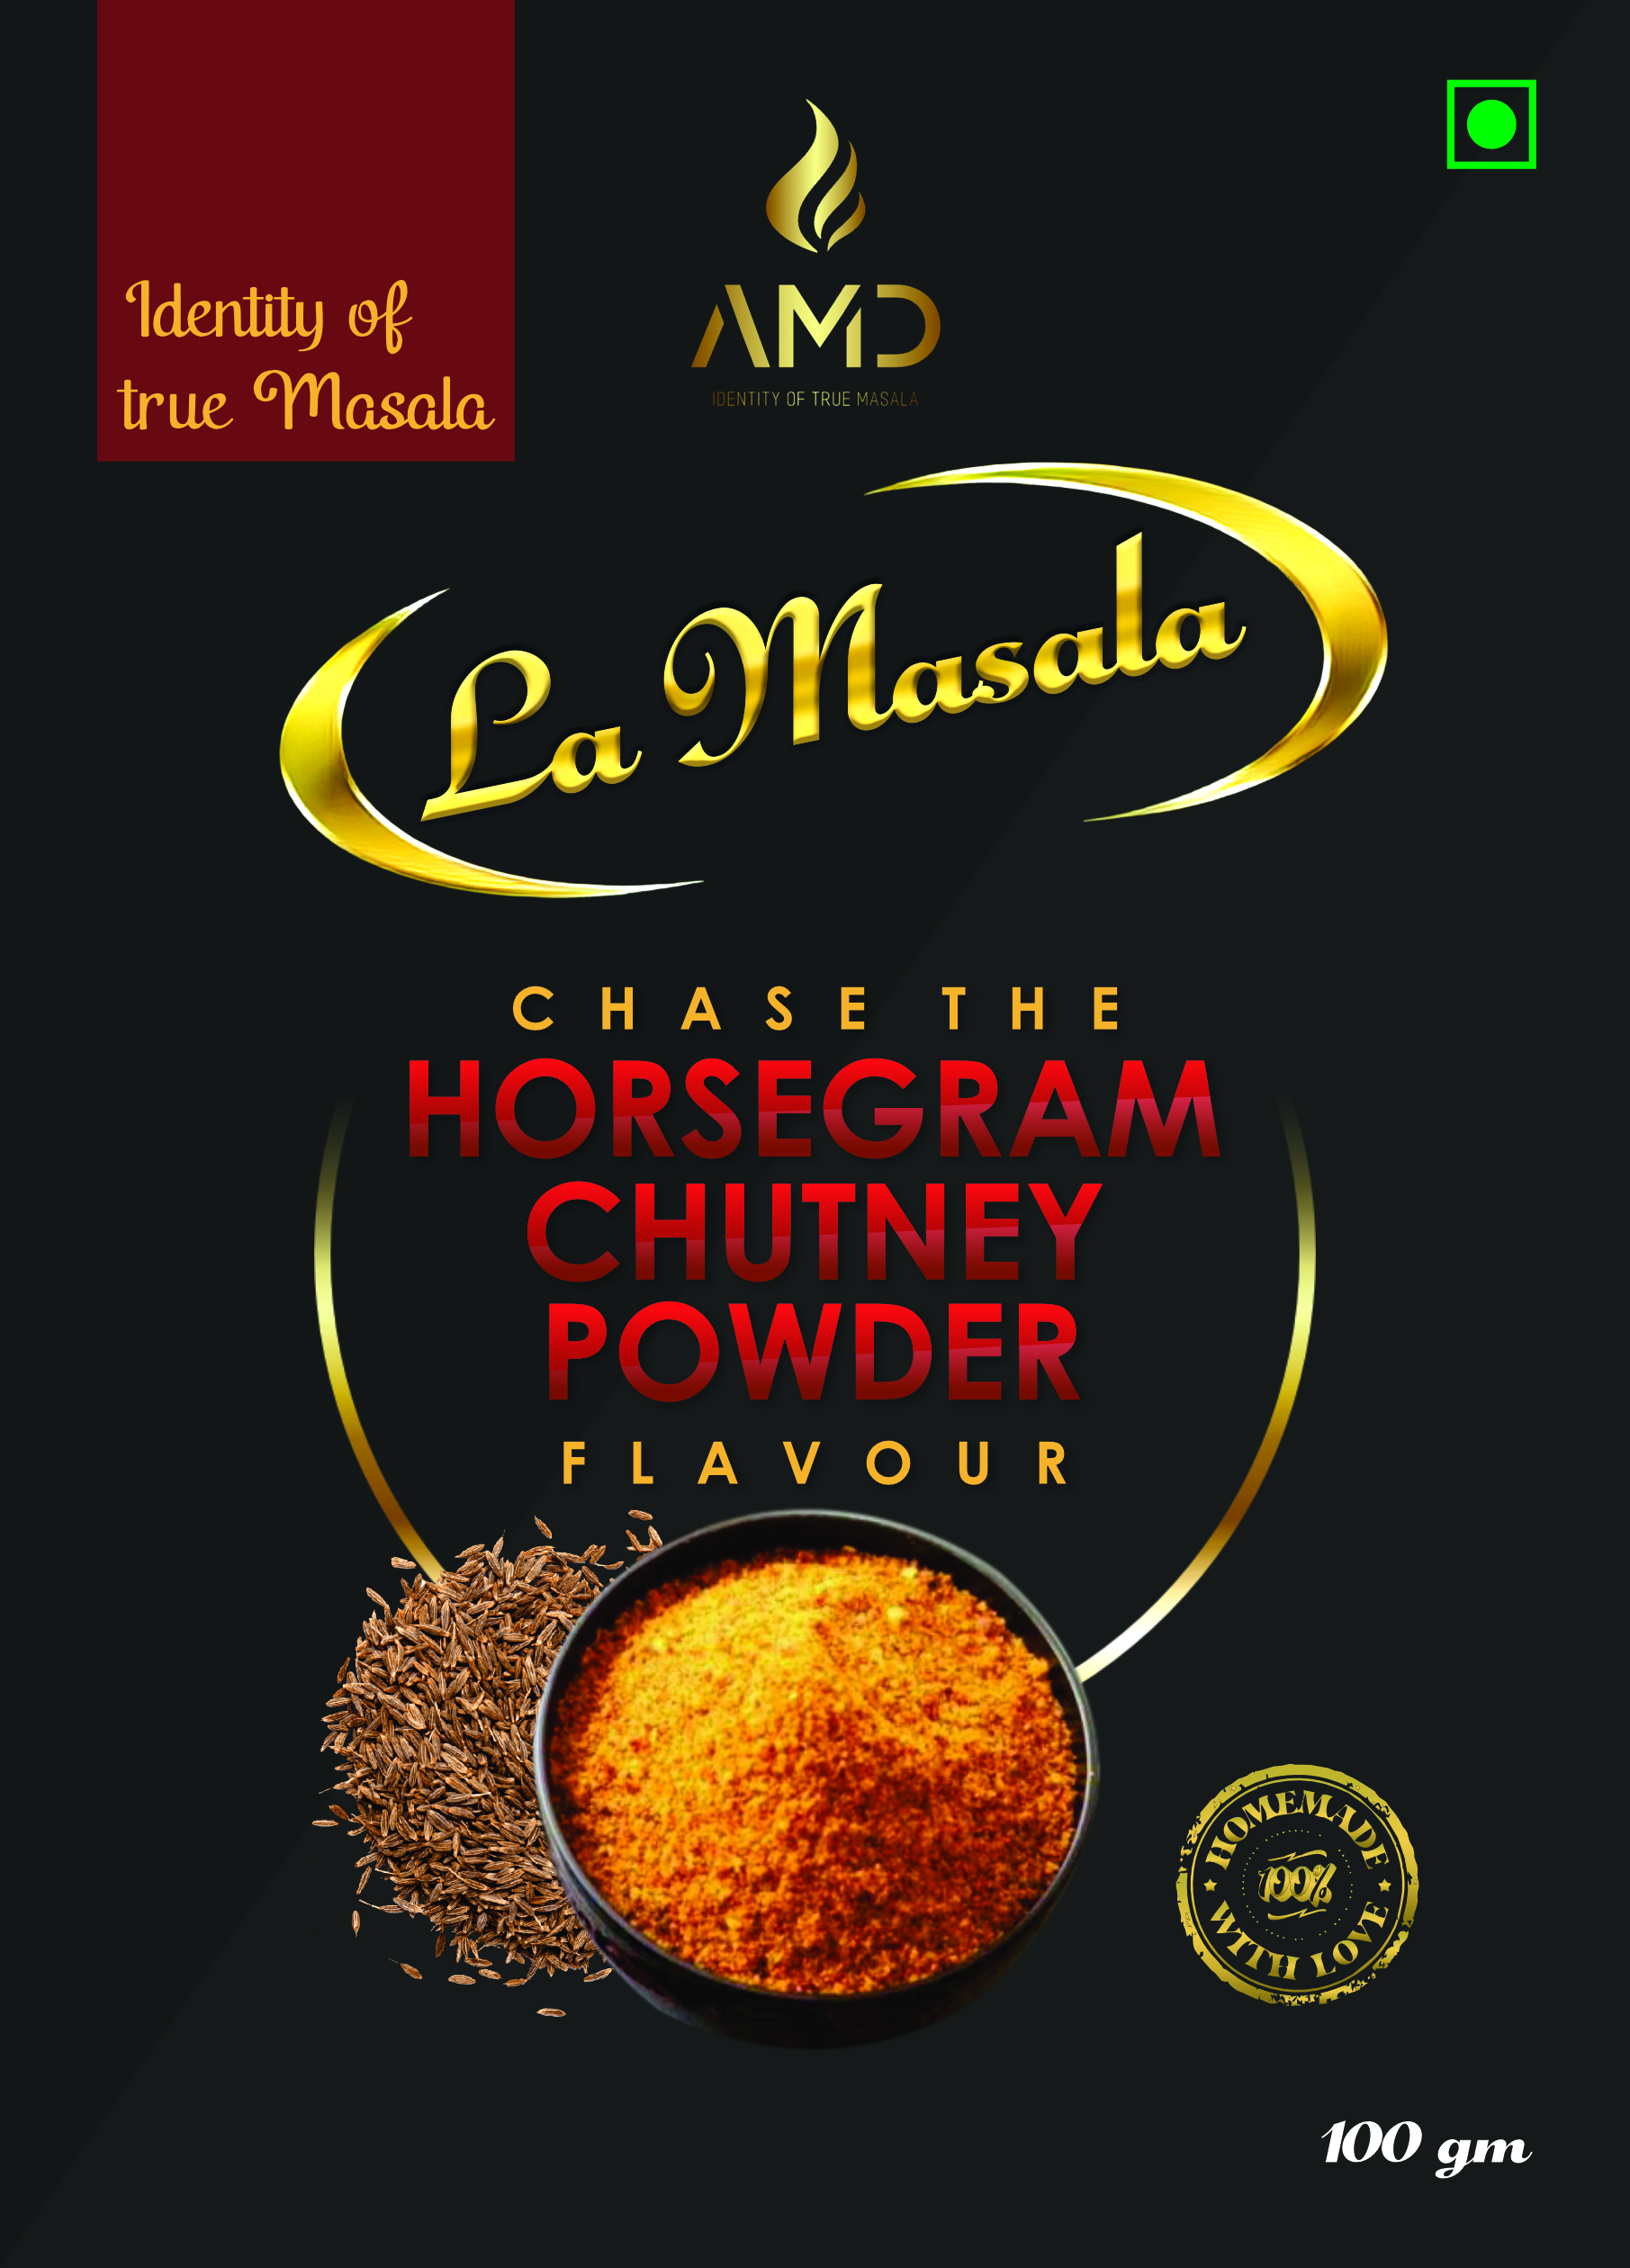 Identity of
true Masala
AMD
IDENTITY OF TRUE MASALA
La Masala
CHASE THE
HORSEGRAM
CHUTNEY
POWDER
FLAVOUR
HOMEMADE
100%
WITH LOVE
100 gm